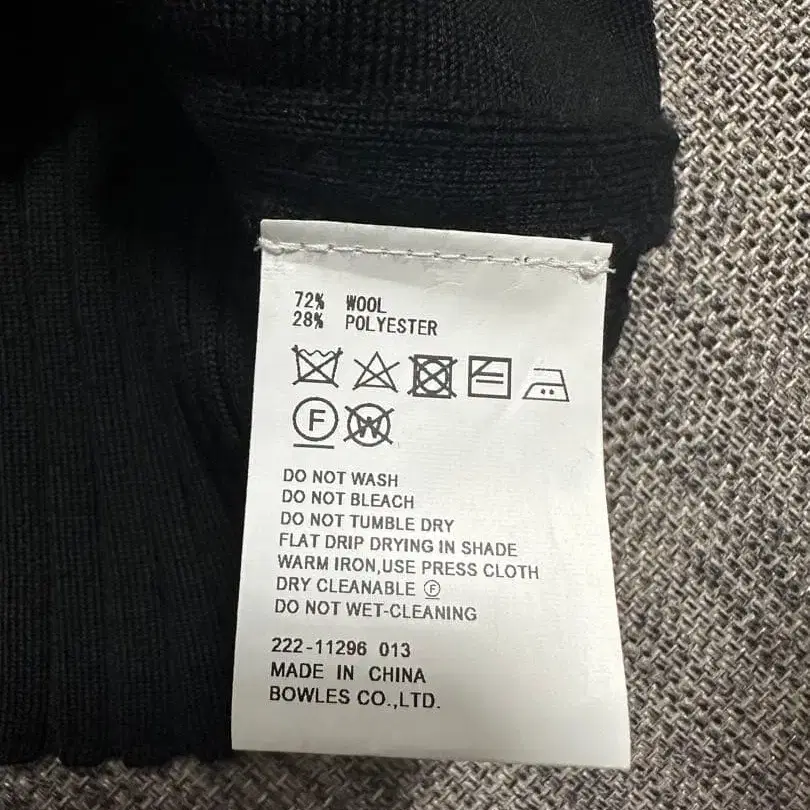 72% WOOL
28% POLYESTER
F W
DO NOT WASH
DO NOT BLEACH
DO NOT TUMBLE DRY
FLAT DRIP DRYING IN SHADE
WARM IRON,USE PRESS CLOTH
DRY CLEANABLE Ⓕ
DO NOT WET-CLEANING
222-11296 013
MADE IN CHINA
BOWLES CO.,LTD.